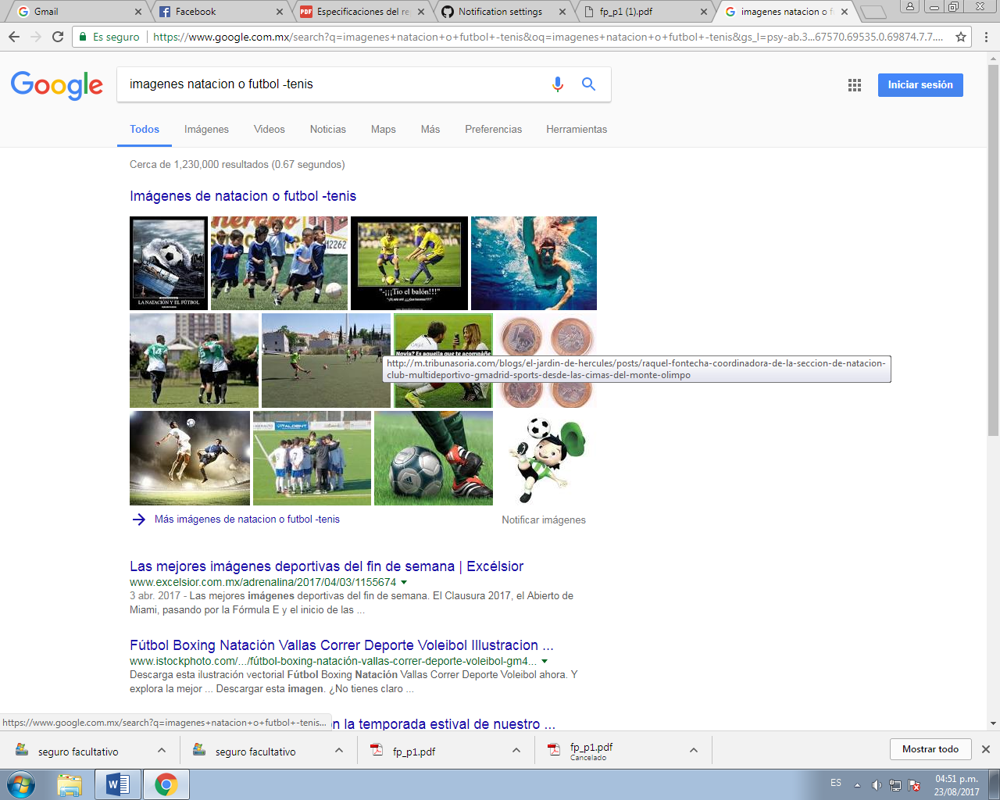 Gmail
Facebook
Especificaciones del re
Notification settings
fp_p1 (1).pdf
imagenes natacion o f
Es seguro
https://www.google.com.mx/search?q=imagenes+natacion+o+futbol+-tenis&oq=imagenes+natacion+o+futbol+-tenis&gs_l=psy-ab.3...67570.69535.0.69874.7.7....
Google
imagenes natacion o futbol -tenis
Iniciar sesión
Todos
Imágenes
Videos
Noticias
Maps
Más
Preferencias
Herramientas
Cerca de 1,230,000 resultados (0.67 segundos)
Imágenes de natacion o futbol -tenis
12262
LA NATACIÓN Y EL FÚTBOL
"-¡¡¡Tio el balón!!!"
Novia? Es aquella que te acompañe
http://m.tribunasoria.com/blogs/el-jardin-de-hercules/posts/raquel-fontecha-coordinadora-de-la-seccion-de-natacion-
club-multideportivo-gmadrid-sports-desde-las-cimas-del-monte-olimpo
VITALDENT
Más imágenes de natacion o futbol -tenis
Notificar imágenes
Las mejores imágenes deportivas del fin de semana | Excélsior
www.excelsior.com.mx/adrenalina/2017/04/03/1155674
3 abr. 2017 - Las mejores imágenes deportivas del fin de semana. El Clausura 2017, el Abierto de
Miami, pasando por la Fórmula E y el inicio de las ...
Fútbol Boxing Natación Vallas Correr Deporte Voleibol Illustracion ...
www.istockphoto.com/.../fútbol-boxing-natación-vallas-correr-deporte-voleibol-gm4...
Descarga esta ilustración vectorial Fútbol Boxing Natación Vallas Correr Deporte Voleibol ahora. Y
explora la mejor ... Descargar esta imagen. ¿No tienes claro ...
https://www.google.com.mx/search?q=imagenes+natacion+o+futbol+-tenis...
n la temporada estival de nuestro ...
seguro facultativo
seguro facultativo
fp_p1.pdf
fp_p1.pdf
Cancelado
Mostrar todo
ES
04:51 p.m.
23/08/2017